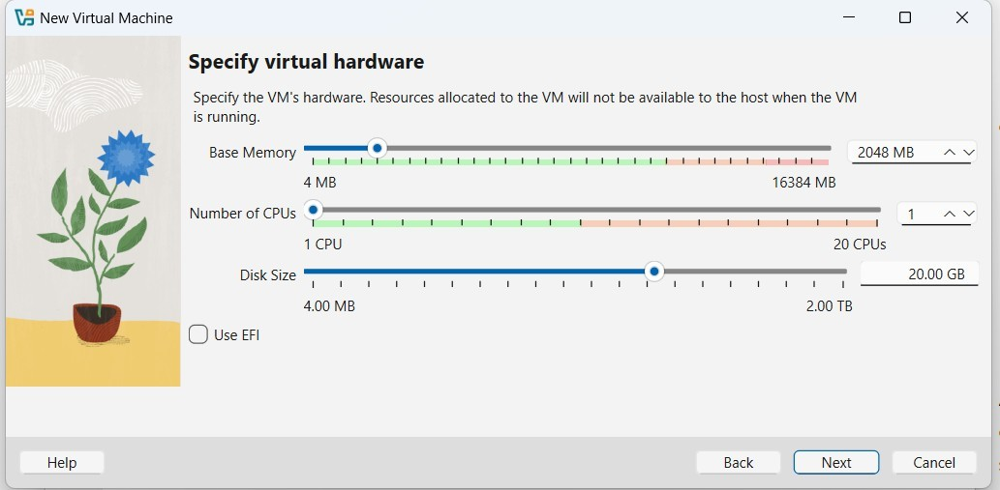 New Virtual Machine
Specify virtual hardware
Specify the VM's hardware. Resources allocated to the VM will not be available to the host when the VM
is running.
Base Memory 2048 MB
4 MB 16384 MB
Number of CPUs 1
1 CPU 20 CPUs
Disk Size 20.00 GB
4.00 MB 2.00 TB
Use EFI
Help Back Next Cancel